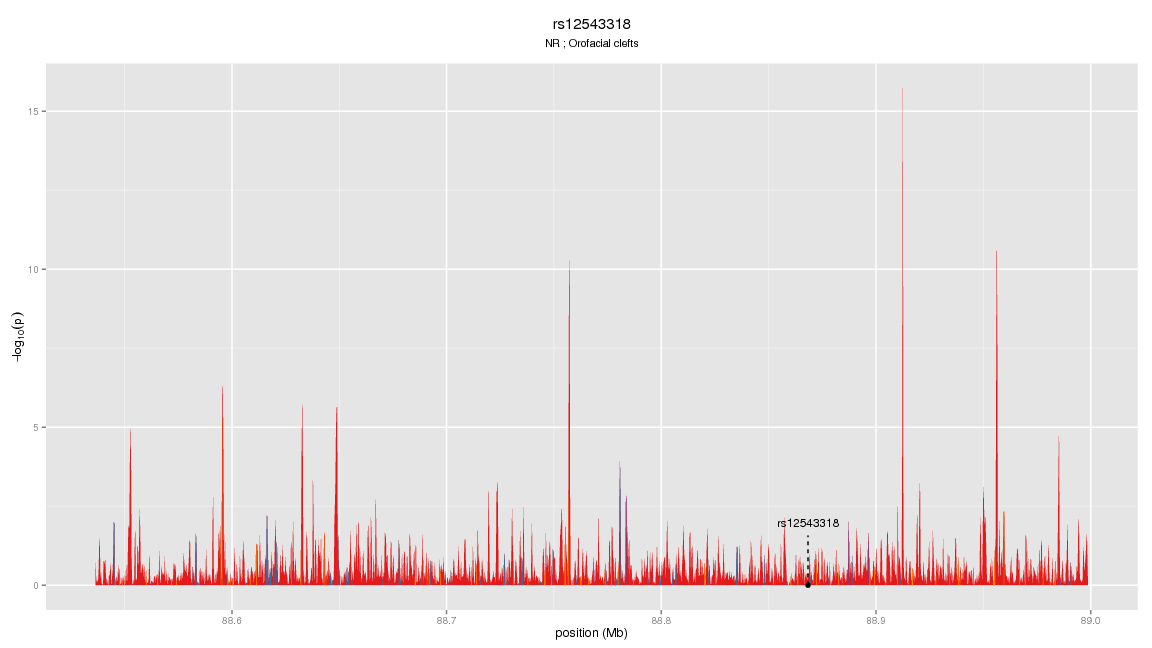 rs12543318
NR ; Orofacial clefts
−log10(p)
15
10
5
0
rs12543318
88.6 88.7 88.8 88.9 89.0
position (Mb)